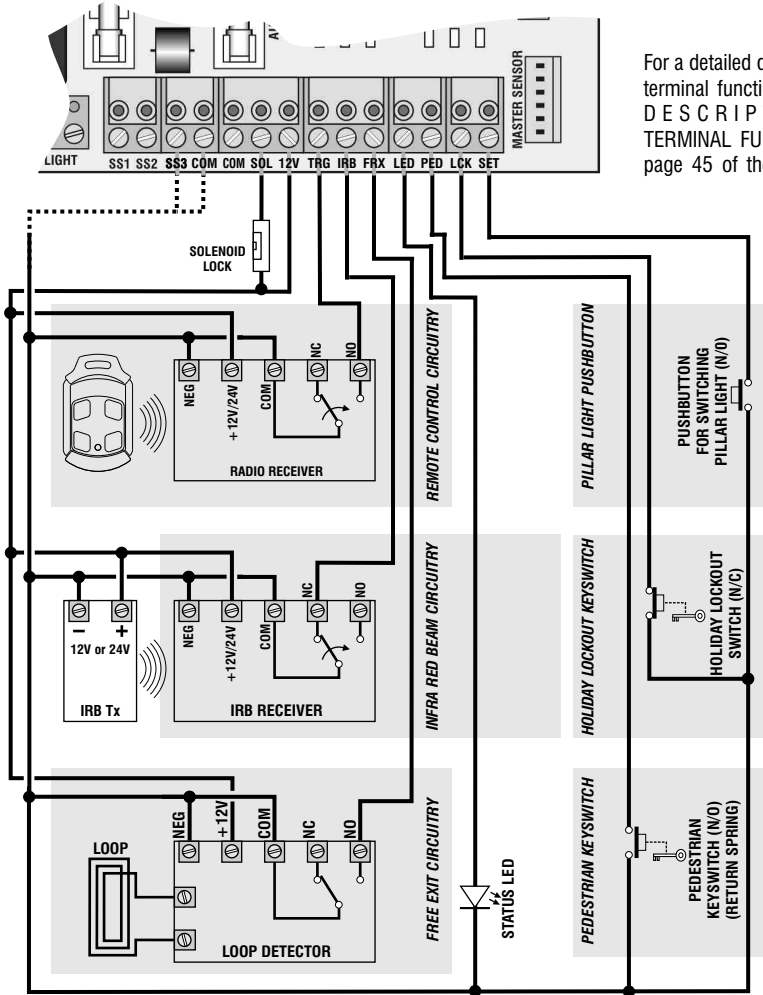 MASTER SENSOR
LIGHT
SS1 SS2 SS3 COM COM SOL 12V TRG IRB FRX LED PED LCK SET
For a detailed
terminal
D E S C R I P
TERMINAL
page 45 of
SOLENOID
LOCK
NEG
+12V/24V
COM
NC
NO
RADIO RECEIVER
REMOTE CONTROL CIRCUITRY
PILLAR LIGHT PUSHBUTTON
PUSHBUTTON
FOR SWITCHING
PILLAR LIGHT (N/O)
– +
12V or 24V
IRB Tx
NEG
+12V/24V
COM
NC
NO
IRB RECEIVER
INFRA RED BEAM CIRCUITRY
HOLIDAY LOCKOUT KEYSWITCH
HOLIDAY LOCKOUT
SWITCH (N/C)
LOOP
NEG
+12V
COM
NC
NO
LOOP DETECTOR
FREE EXIT CIRCUITRY
STATUS LED
PEDESTRIAN KEYSWITCH
PEDESTRIAN
KEYSWITCH (N/O)
(RETURN SPRING)